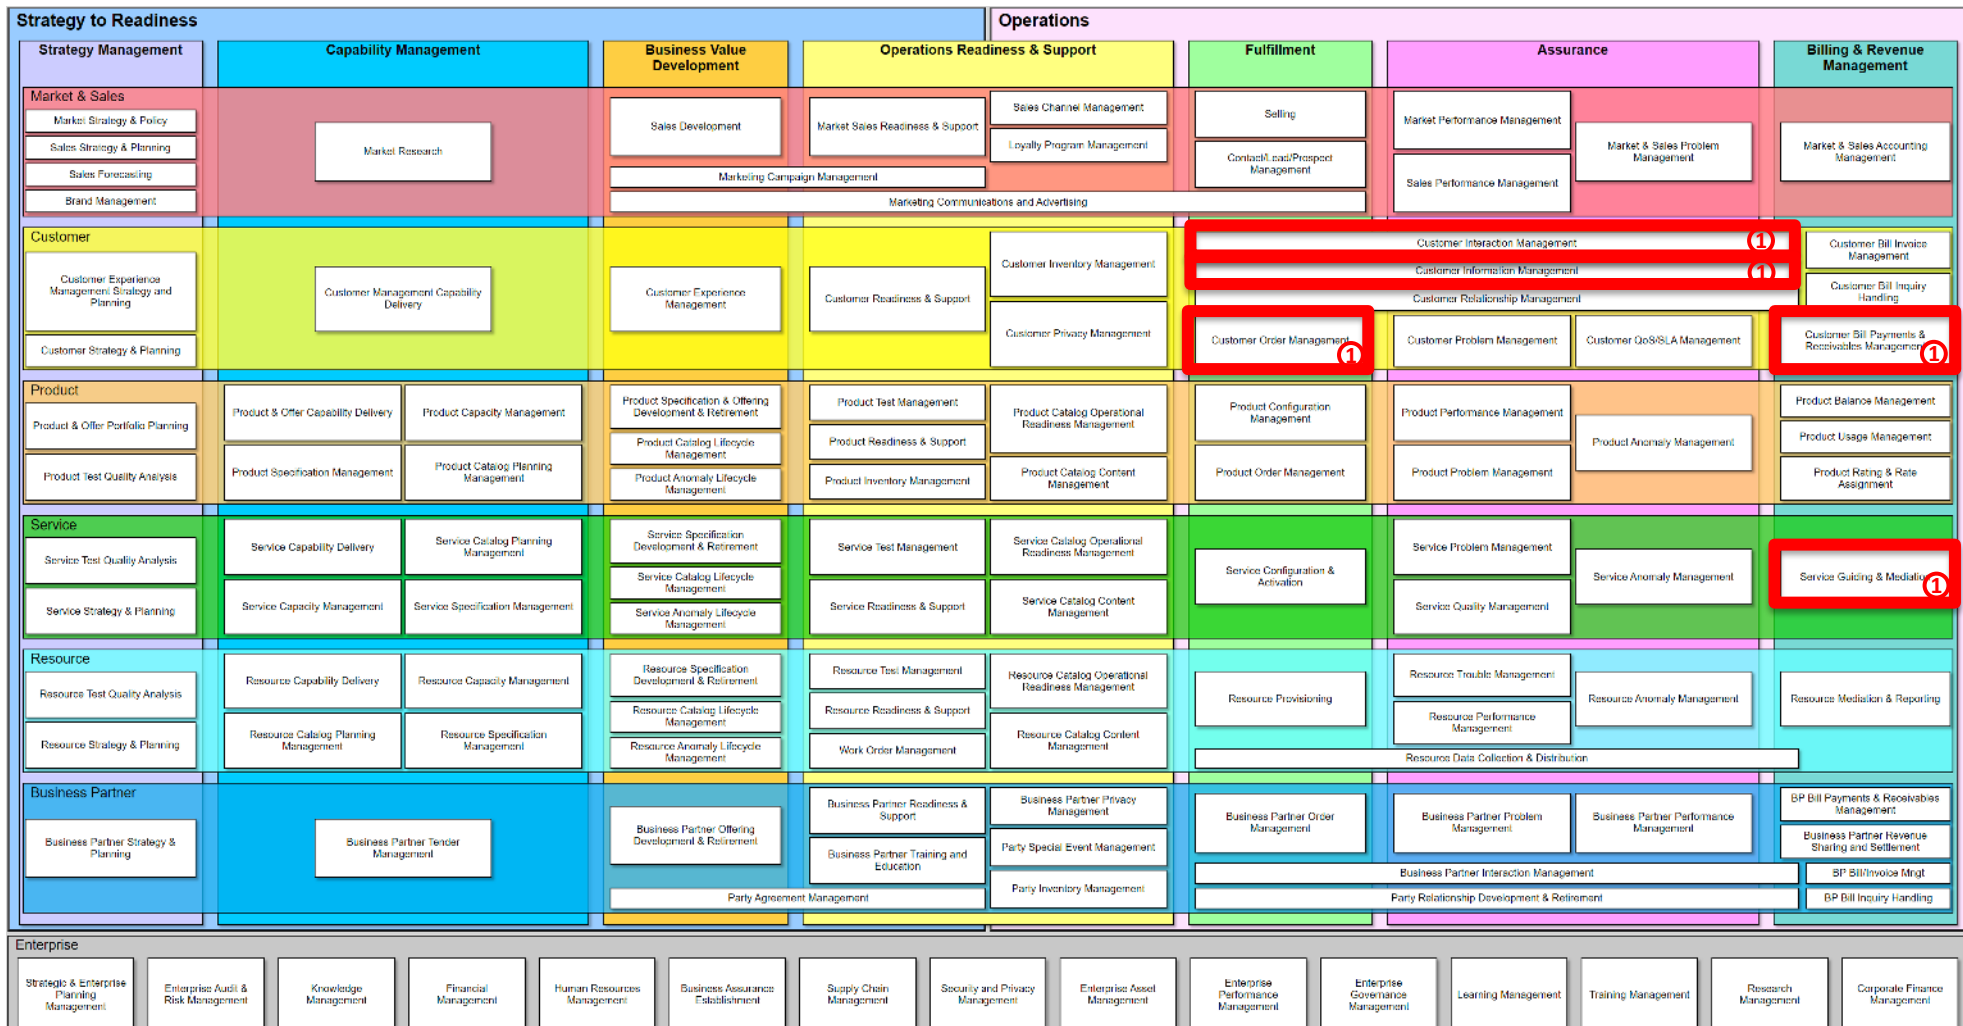 Strategy to Readiness
Operations
Strategy Management
Capability Management
Business Value
Development
Operations Readiness & Support
Fulfillment
Assurance
Billing & Revenue
Management
Market & Sales
Market Strategy & Policy
Sales Strategy & Planning
Sales Forecasting
Brand Management
Market Research
Sales Development
Market Sales Readiness & Support
Sales Channel Management
Loyalty Program Management
Marketing Campaign Management
Marketing Communications and Advertising
Selling
Contact/Lead/Prospect
Management
Market Performance Management
Sales Performance Management
Market & Sales Problem
Management
Market & Sales Accounting
Management
Customer
Customer Experience
Management Strategy and
Planning
Customer Strategy & Planning
Customer Management Capability
Delivery
Customer Experience
Management
Customer Readiness & Support
Customer Inventory Management
Customer Privacy Management
Customer Interaction Management
1
Customer Information Management
1
Customer Relationship Management
Customer Order Management
1
Customer Problem Management
Customer QoS/SLA Management
Customer Bill Invoice
Management
Customer Bill Inquiry
Handling
Customer Bill Payments &
Receivables Management
1
Product
Product & Offer Portfolio Planning
Product Test Quality Analysis
Product & Offer Capability Delivery
Product Capacity Management
Product Specification Management
Product Catalog Planning
Management
Product Specification & Offering
Development & Retirement
Product Catalog Lifecycle
Management
Product Anomaly Lifecycle
Management
Product Test Management
Product Readiness & Support
Product Inventory Management
Product Catalog Operational
Readiness Management
Product Catalog Content
Management
Product Configuration
Management
Product Order Management
Product Performance Management
Product Problem Management
Product Anomaly Management
Product Balance Management
Product Usage Management
Product Rating & Rate
Assignment
Service
Service Test Quality Analysis
Service Strategy & Planning
Service Capability Delivery
Service Catalog Planning
Management
Service Capacity Management
Service Specification Management
Service Specification
Development & Retirement
Service Catalog Lifecycle
Management
Service Anomaly Lifecycle
Management
Service Test Management
Service Readiness & Support
Service Catalog Operational
Readiness Management
Service Catalog Content
Management
Service Configuration &
Activation
Service Problem Management
Service Quality Management
Service Anomaly Management
Service Guiding & Mediation
1
Resource
Resource Test Quality Analysis
Resource Strategy & Planning
Resource Capability Delivery
Resource Capacity Management
Resource Catalog Planning
Management
Resource Specification
Management
Resource Specification
Development & Retirement
Resource Catalog Lifecycle
Management
Resource Anomaly Lifecycle
Management
Resource Test Management
Resource Readiness & Support
Work Order Management
Resource Catalog Operational
Readiness Management
Resource Catalog Content
Management
Resource Provisioning
Resource Trouble Management
Resource Performance
Management
Resource Anomaly Management
Resource Mediation & Reporting
Resource Data Collection & Distribution
Business Partner
Business Partner Strategy &
Planning
Business Partner Tender
Management
Business Partner Offering
Development & Retirement
Business Partner Readiness &
Support
Business Partner Training and
Education
Business Partner Privacy
Management
Party Special Event Management
Party Inventory Management
Party Agreement Management
Business Partner Order
Management
Business Partner Problem
Management
Business Partner Performance
Management
Business Partner Interaction Management
Party Relationship Development & Retirement
BP Bill Payments & Receivables
Management
Business Partner Revenue
Sharing and Settlement
BP Bill/Invoice Mngt
BP Bill Inquiry Handling
Enterprise
Strategic & Enterprise
Planning
Management
Enterprise Audit &
Risk Management
Knowledge
Management
Financial
Management
Human Resources
Management
Business Assurance
Establishment
Supply Chain
Management
Security and Privacy
Management
Enterprise Asset
Management
Enterprise
Performance
Management
Enterprise
Governance
Management
Learning Management
Training Management
Research
Management
Corporate Finance
Management